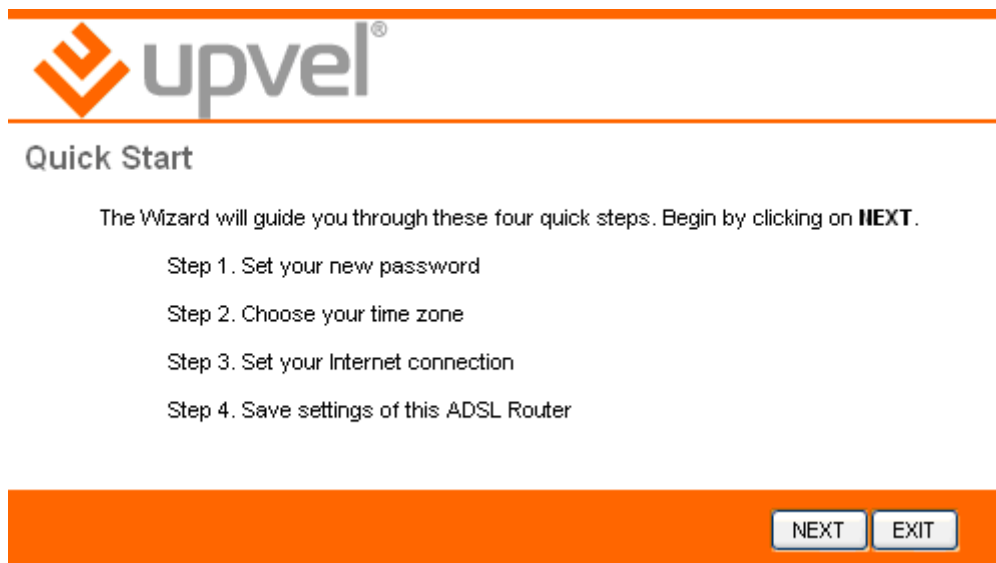 upvel®
Quick Start
The Wizard will guide you through these four quick steps. Begin by clicking on NEXT.
Step 1. Set your new password
Step 2. Choose your time zone
Step 3. Set your Internet connection
Step 4. Save settings of this ADSL Router
NEXT EXIT